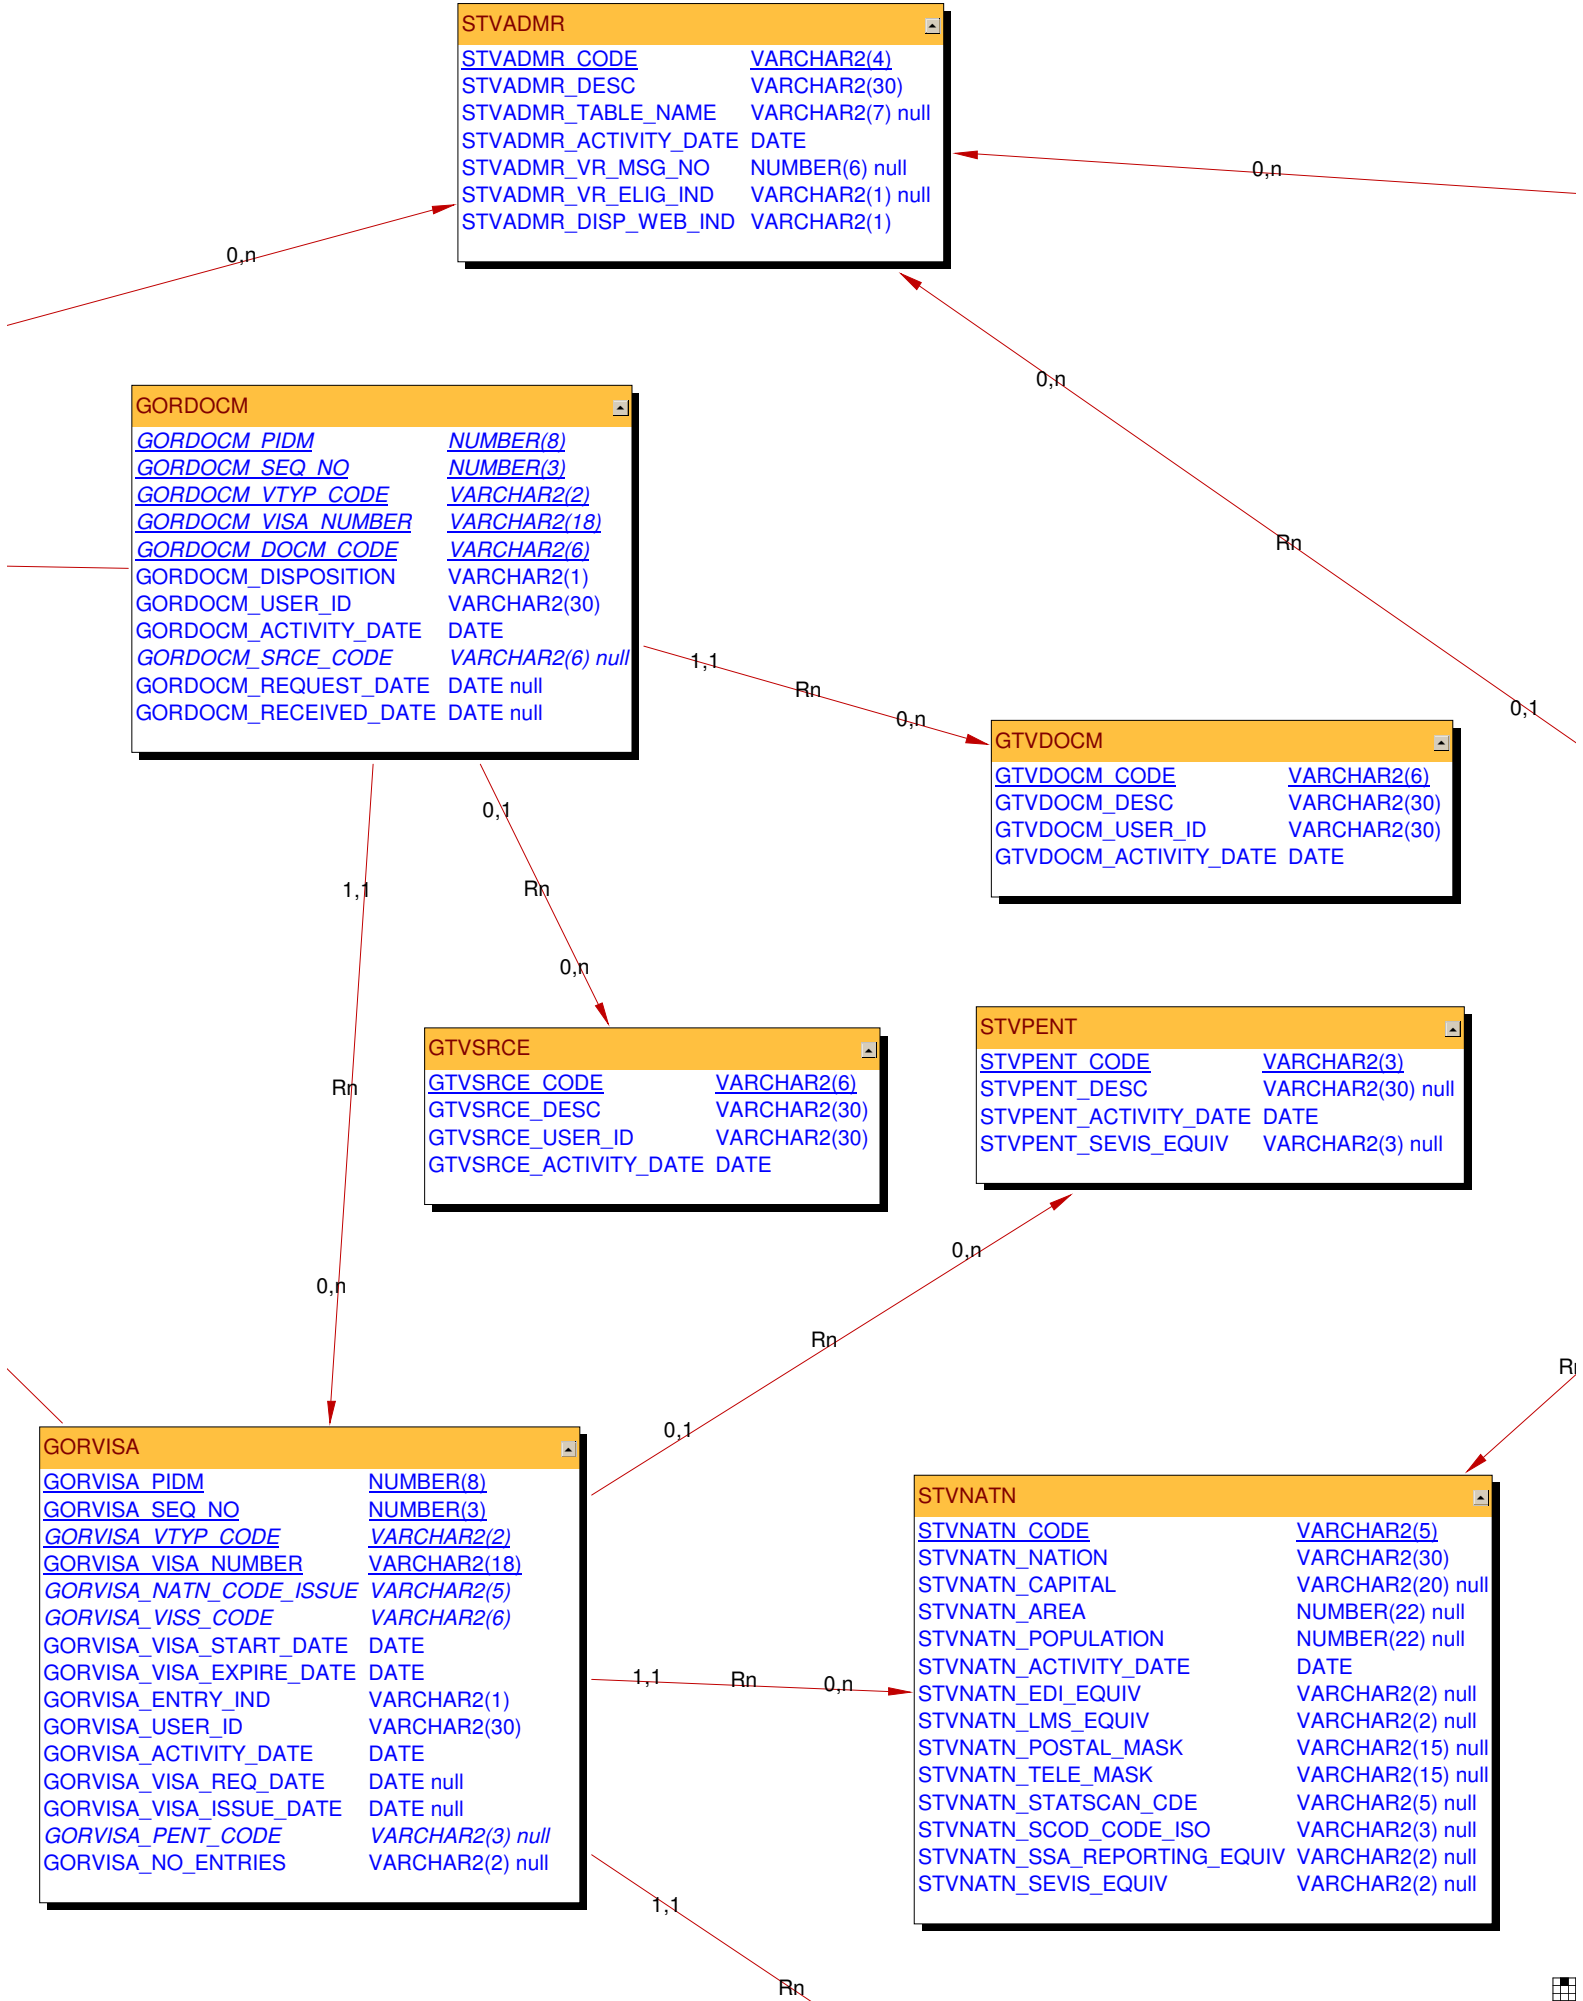 STVADMR
STVADMR_CODE VARCHAR2(4)
STVADMR_DESC VARCHAR2(30)
STVADMR_TABLE_NAME VARCHAR2(7) null
STVADMR_ACTIVITY_DATE DATE
STVADMR_VR_MSG_NO NUMBER(6) null
STVADMR_VR_ELIG_IND VARCHAR2(1) null
STVADMR_DISP_WEB_IND VARCHAR2(1)
0,n
0,n
0,n
Rn
0,1
GORDOCM
GORDOCM_PIDM NUMBER(8)
GORDOCM_SEQ_NO NUMBER(3)
GORDOCM_VTYP_CODE VARCHAR2(2)
GORDOCM_VISA_NUMBER VARCHAR2(18)
GORDOCM_DOCM_CODE VARCHAR2(6)
GORDOCM_DISPOSITION VARCHAR2(1)
GORDOCM_USER_ID VARCHAR2(30)
GORDOCM_ACTIVITY_DATE DATE
GORDOCM_SRCE_CODE VARCHAR2(6) null
GORDOCM_REQUEST_DATE DATE null
GORDOCM_RECEIVED_DATE DATE null
1,1
Rn
0,n
GTVDOCM
GTVDOCM_CODE VARCHAR2(6)
GTVDOCM_DESC VARCHAR2(30)
GTVDOCM_USER_ID VARCHAR2(30)
GTVDOCM_ACTIVITY_DATE DATE
0,1
Rn
0,n
1,1
Rn
0,n
GTVSRCE
GTVSRCE_CODE VARCHAR2(6)
GTVSRCE_DESC VARCHAR2(30)
GTVSRCE_USER_ID VARCHAR2(30)
GTVSRCE_ACTIVITY_DATE DATE
STVPENT
STVPENT_CODE VARCHAR2(3)
STVPENT_DESC VARCHAR2(30) null
STVPENT_ACTIVITY_DATE DATE
STVPENT_SEVIS_EQUIV VARCHAR2(3) null
0,n
Rn
0,1
GORVISA
GORVISA_PIDM NUMBER(8)
GORVISA_SEQ_NO NUMBER(3)
GORVISA_VTYP_CODE VARCHAR2(2)
GORVISA_VISA_NUMBER VARCHAR2(18)
GORVISA_NATN_CODE_ISSUE VARCHAR2(5)
GORVISA_VISS_CODE VARCHAR2(6)
GORVISA_VISA_START_DATE DATE
GORVISA_VISA_EXPIRE_DATE DATE
GORVISA_ENTRY_IND VARCHAR2(1)
GORVISA_USER_ID VARCHAR2(30)
GORVISA_ACTIVITY_DATE DATE
GORVISA_VISA_REQ_DATE DATE null
GORVISA_VISA_ISSUE_DATE DATE null
GORVISA_PENT_CODE VARCHAR2(3) null
GORVISA_NO_ENTRIES VARCHAR2(2) null
1,1
Rn
0,n
STVNATN
STVNATN_CODE VARCHAR2(5)
STVNATN_NATION VARCHAR2(30)
STVNATN_CAPITAL VARCHAR2(20) null
STVNATN_AREA NUMBER(22) null
STVNATN_POPULATION NUMBER(22) null
STVNATN_ACTIVITY_DATE DATE
STVNATN_EDI_EQUIV VARCHAR2(2) null
STVNATN_LMS_EQUIV VARCHAR2(2) null
STVNATN_POSTAL_MASK VARCHAR2(15) null
STVNATN_TELE_MASK VARCHAR2(15) null
STVNATN_STATSCAN_CDE VARCHAR2(5) null
STVNATN_SCOD_CODE_ISO VARCHAR2(3) null
STVNATN_SSA_REPORTING_EQUIV VARCHAR2(2) null
STVNATN_SEVIS_EQUIV VARCHAR2(2) null
1,1
Rn